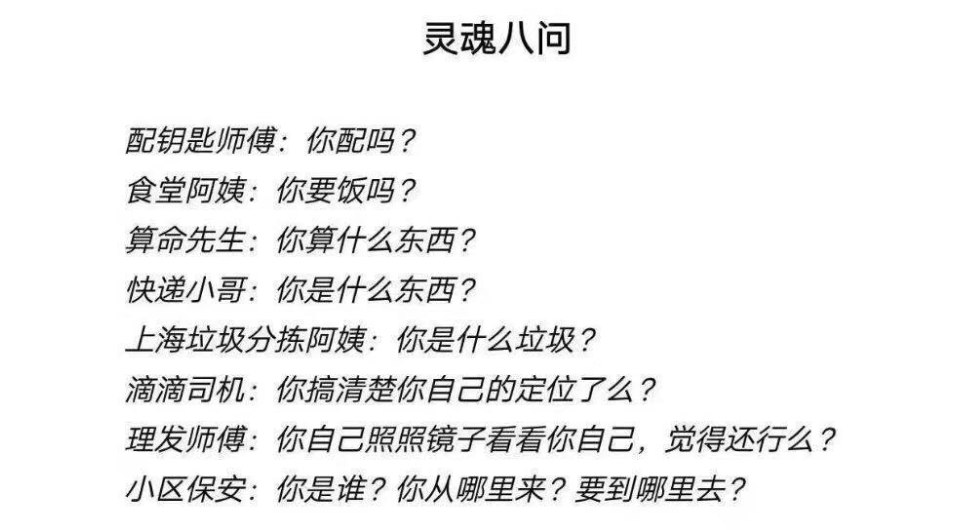 灵魂八问
配钥匙师傅：你配吗？
食堂阿姨：你要饭吗？
算命先生：你算什么东西？
快递小哥：你是什么东西？
上海垃圾分拣阿姨：你是什么垃圾？
滴滴司机：你搞清楚你自己的定位了么？
理发师傅：你自己照照镜子看看你自己，觉得还行么？
小区保安：你是谁？你从哪里来？要到哪里去？